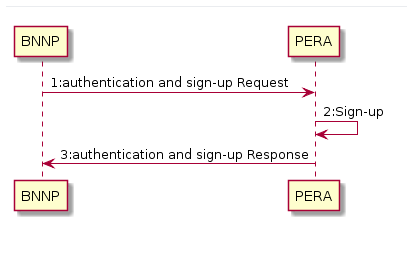 BNNP
PERA
1:authentication and sign-up Request
2:Sign-up
3:authentication and sign-up Response
BNNP
PERA